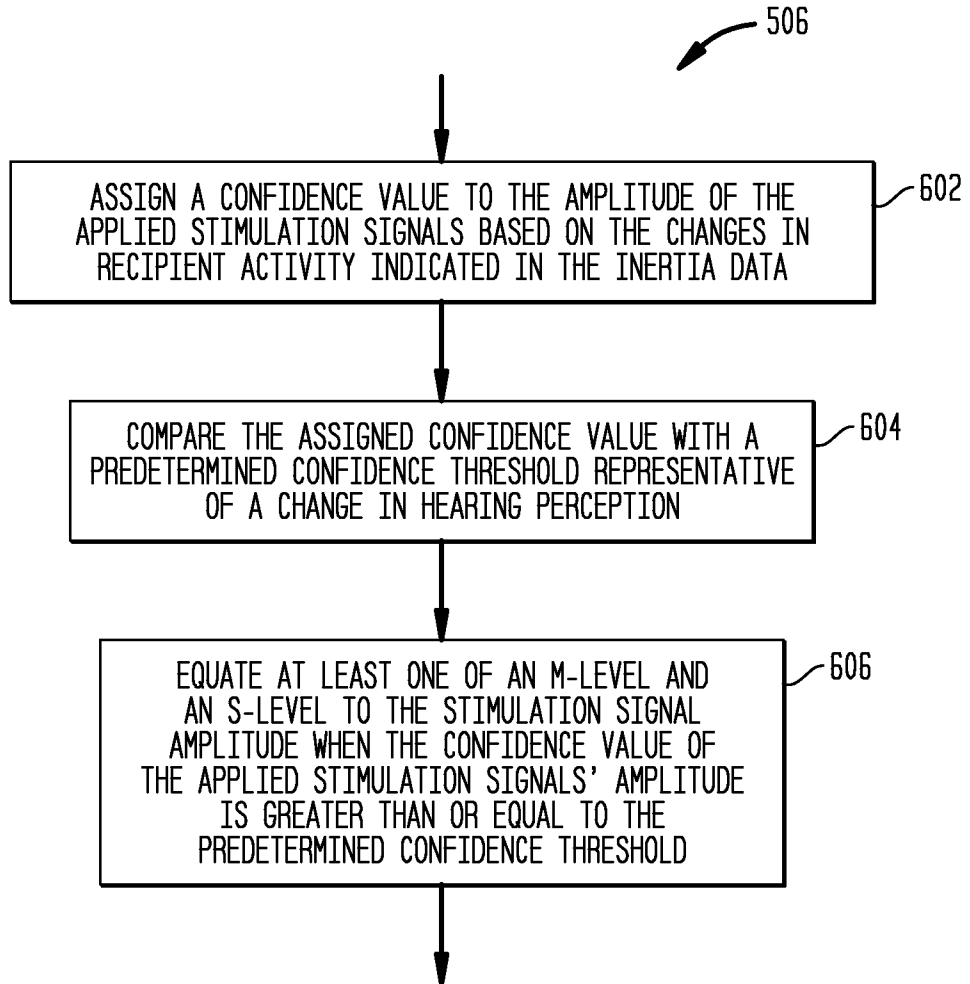 506
ASSIGN A CONFIDENCE VALUE TO THE AMPLITUDE OF THE
APPLIED STIMULATION SIGNALS BASED ON THE CHANGES IN
RECIPIENT ACTIVITY INDICATED IN THE INERTIA DATA
602
COMPARE THE ASSIGNED CONFIDENCE VALUE WITH A
PREDETERMINED CONFIDENCE THRESHOLD REPRESENTATIVE
OF A CHANGE IN HEARING PERCEPTION
604
EQUATE AT LEAST ONE OF AN M-LEVEL AND
AN S-LEVEL TO THE STIMULATION SIGNAL
AMPLITUDE WHEN THE CONFIDENCE VALUE OF
THE APPLIED STIMULATION SIGNALS' AMPLITUDE
IS GREATER THAN OR EQUAL TO THE
PREDETERMINED CONFIDENCE THRESHOLD
606